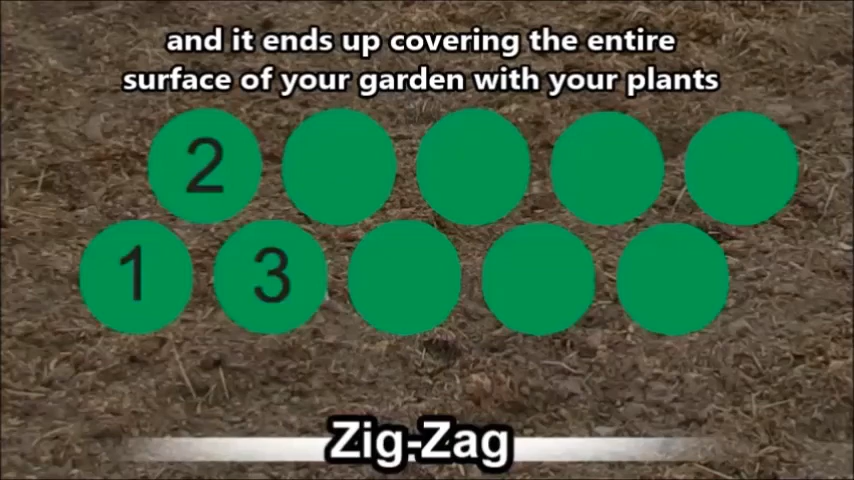 and it ends up covering the entire
surface of your garden with your plants
2
1 3
Zig-Zag